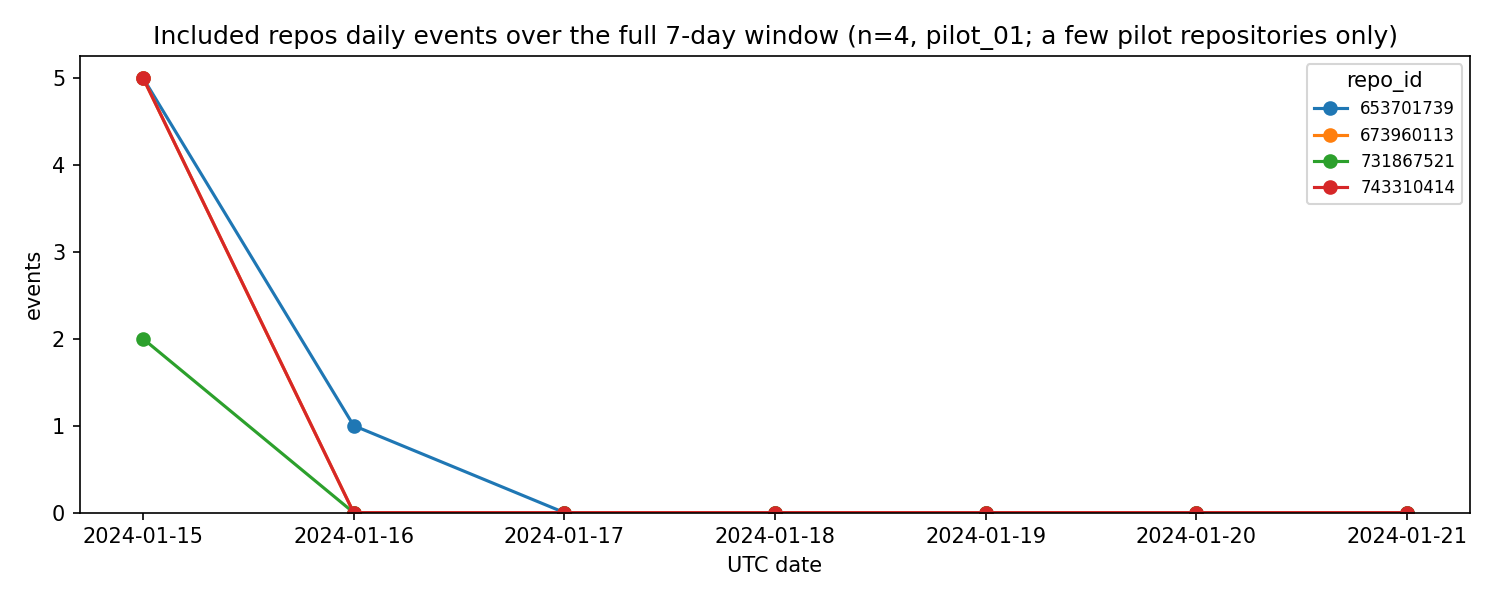 Included repos daily events over the full 7-day window (n=4, pilot_01; a few pilot repositories only)
repo_id
653701739
673960113
731867521
743310414
events
5
4
3
2
1
0
2024-01-15 2024-01-16 2024-01-17 2024-01-18 2024-01-19 2024-01-20 2024-01-21
UTC date